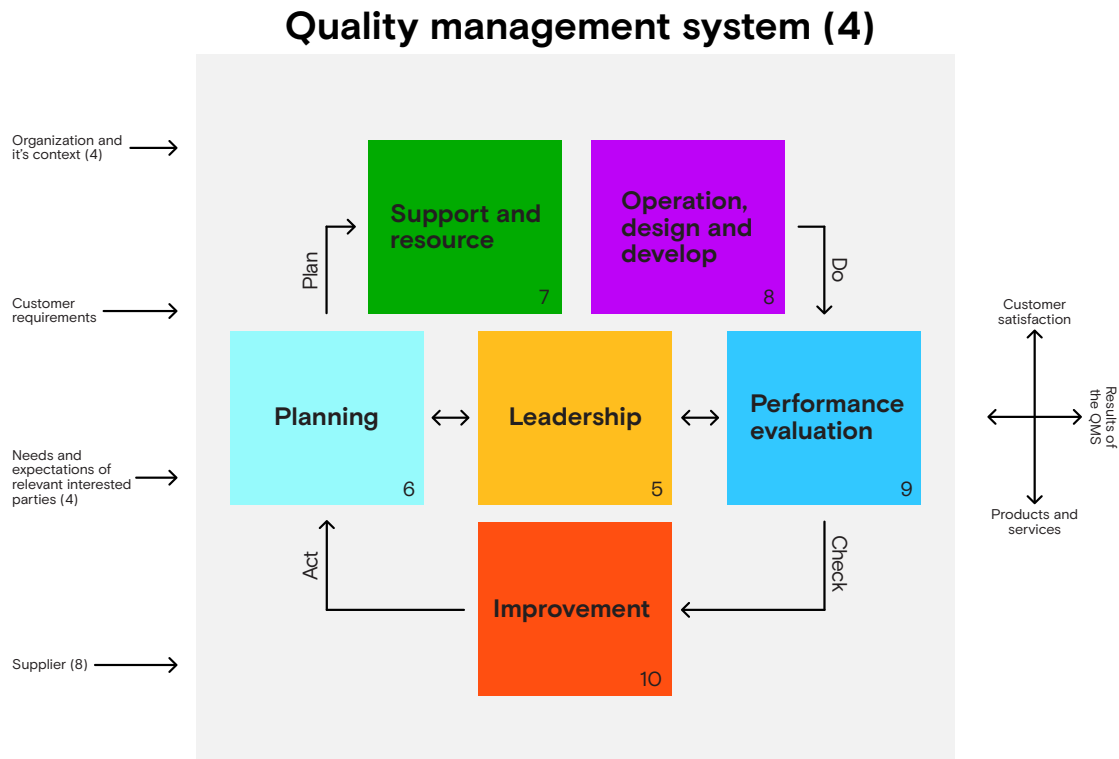 Quality management system (4)
Organization and
it's context (4)
Customer
requirements
Needs and
expectations of
relevant interested
parties (4)
Supplier (8)
Plan
Support and
resource
7
Operation,
design and
develop
8
Do
Planning
6
Leadership
5
Performance
evaluation
9
Act
Improvement
10
Check
Customer
satisfaction
Results of
the QMS
Products and
services